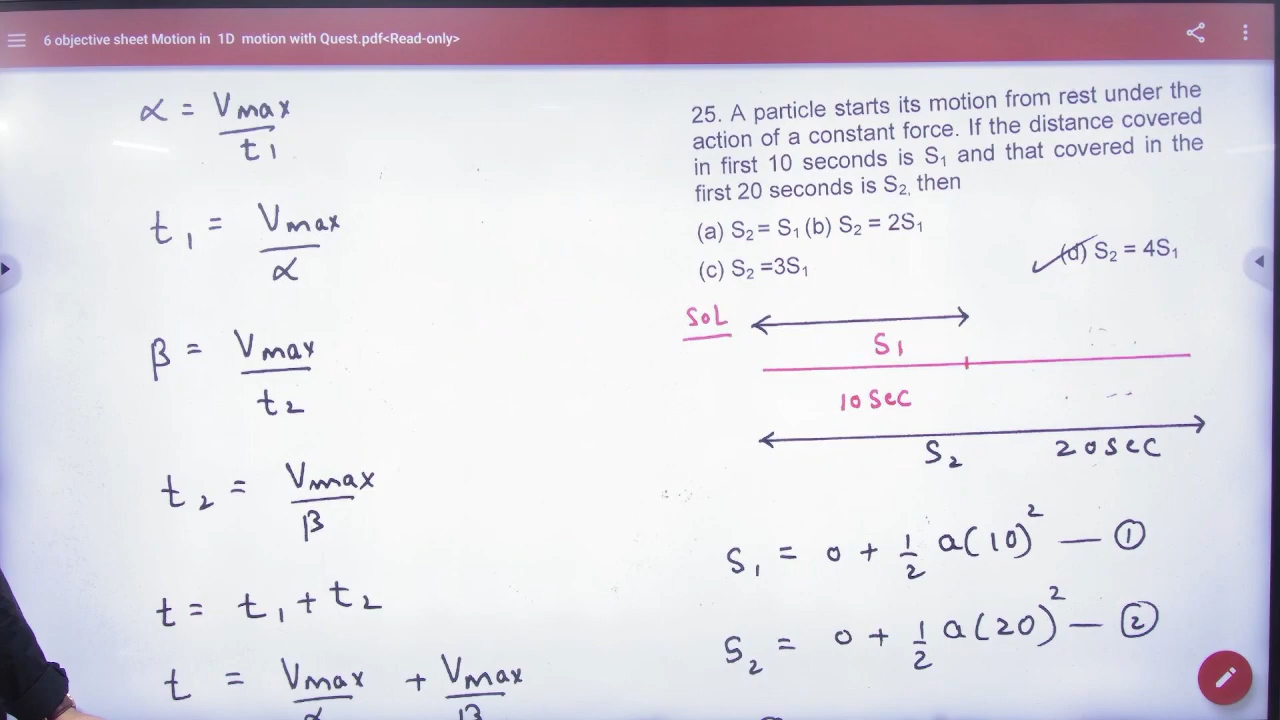 6 objective sheet Motion in 1D motion with Quest.pdf<Read-only>
α = Vmax / t₁
t₁ = Vmax / α
β = Vmax / t₂
t₂ = Vmax / β
t = t₁ + t₂
t = Vmax / α + Vmax / β
25. A particle starts its motion from rest under the
action of a constant force. If the distance covered
in first 10 seconds is S₁ and that covered in the
first 20 seconds is S₂, then
(a) S₂ = S₁ (b) S₂ = 2S₁
(c) S₂ =3S₁ (d) S₂ = 4S₁
SOL
S₁
10 Sec
S₂ 20 sec
S₁ = 0 + 1/2 a(10)² — ①
S₂ = 0 + 1/2 a(20)² — ②